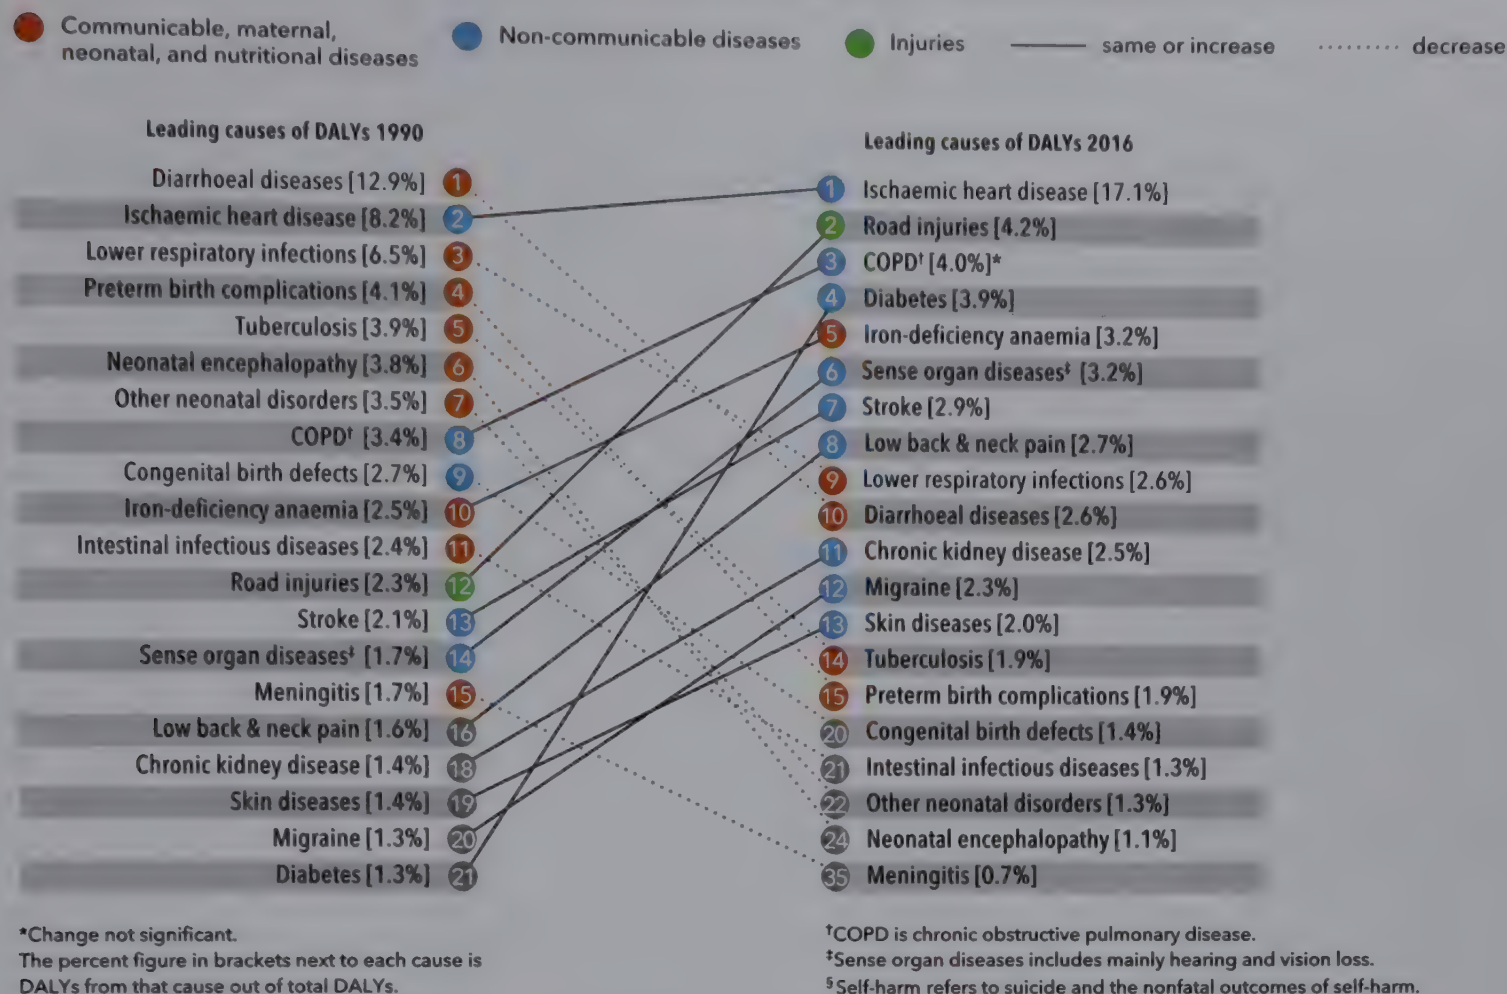 Communicable, maternal,
neonatal, and nutritional diseases
Non-communicable diseases
Injuries
same or increase
decrease
Leading causes of DALYs 1990
Diarrhoeal diseases [12.9%] 1
Ischaemic heart disease [8.2%] 2
Lower respiratory infections [6.5%] 3
Preterm birth complications [4.1%] 4
Tuberculosis [3.9%] 5
Neonatal encephalopathy [3.8%] 6
Other neonatal disorders [3.5%] 7
COPD† [3.4%] 8
Congenital birth defects [2.7%] 9
Iron-deficiency anaemia [2.5%] 10
Intestinal infectious diseases [2.4%] 11
Road injuries [2.3%] 12
Stroke [2.1%] 13
Sense organ diseases‡ [1.7%] 14
Meningitis [1.7%] 15
Low back & neck pain [1.6%] 16
Chronic kidney disease [1.4%] 18
Skin diseases [1.4%] 19
Migraine [1.3%] 20
Diabetes [1.3%] 21
Leading causes of DALYs 2016
1 Ischaemic heart disease [17.1%]
2 Road injuries [4.2%]
3 COPD† [4.0%]*
4 Diabetes [3.9%]
5 Iron-deficiency anaemia [3.2%]
6 Sense organ diseases‡ [3.2%]
7 Stroke [2.9%]
8 Low back & neck pain [2.7%]
9 Lower respiratory infections [2.6%]
10 Diarrhoeal diseases [2.6%]
11 Chronic kidney disease [2.5%]
12 Migraine [2.3%]
13 Skin diseases [2.0%]
14 Tuberculosis [1.9%]
15 Preterm birth complications [1.9%]
20 Congenital birth defects [1.4%]
21 Intestinal infectious diseases [1.3%]
22 Other neonatal disorders [1.3%]
24 Neonatal encephalopathy [1.1%]
35 Meningitis [0.7%]
*Change not significant.
The percent figure in brackets next to each cause is
DALYs from that cause out of total DALYs.
†COPD is chronic obstructive pulmonary disease.
‡Sense organ diseases includes mainly hearing and vision loss.
§Self-harm refers to suicide and the nonfatal outcomes of self-harm.